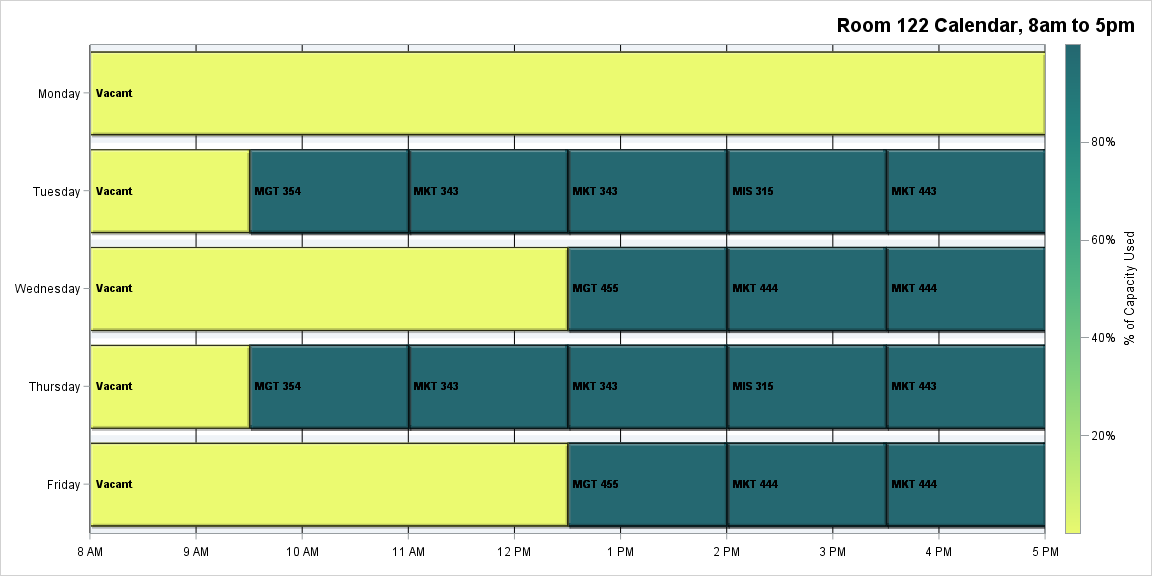 Room 122 Calendar, 8am to 5pm
Monday
Vacant
Tuesday
Vacant
MGT 354
MKT 343
MKT 343
MIS 315
MKT 443
Wednesday
Vacant
MGT 455
MKT 444
MKT 444
Thursday
Vacant
MGT 354
MKT 343
MKT 343
MIS 315
MKT 443
Friday
Vacant
MGT 455
MKT 444
MKT 444
8 AM
9 AM
10 AM
11 AM
12 PM
1 PM
2 PM
3 PM
4 PM
5 PM
80%
60%
40%
20%
% of Capacity Used